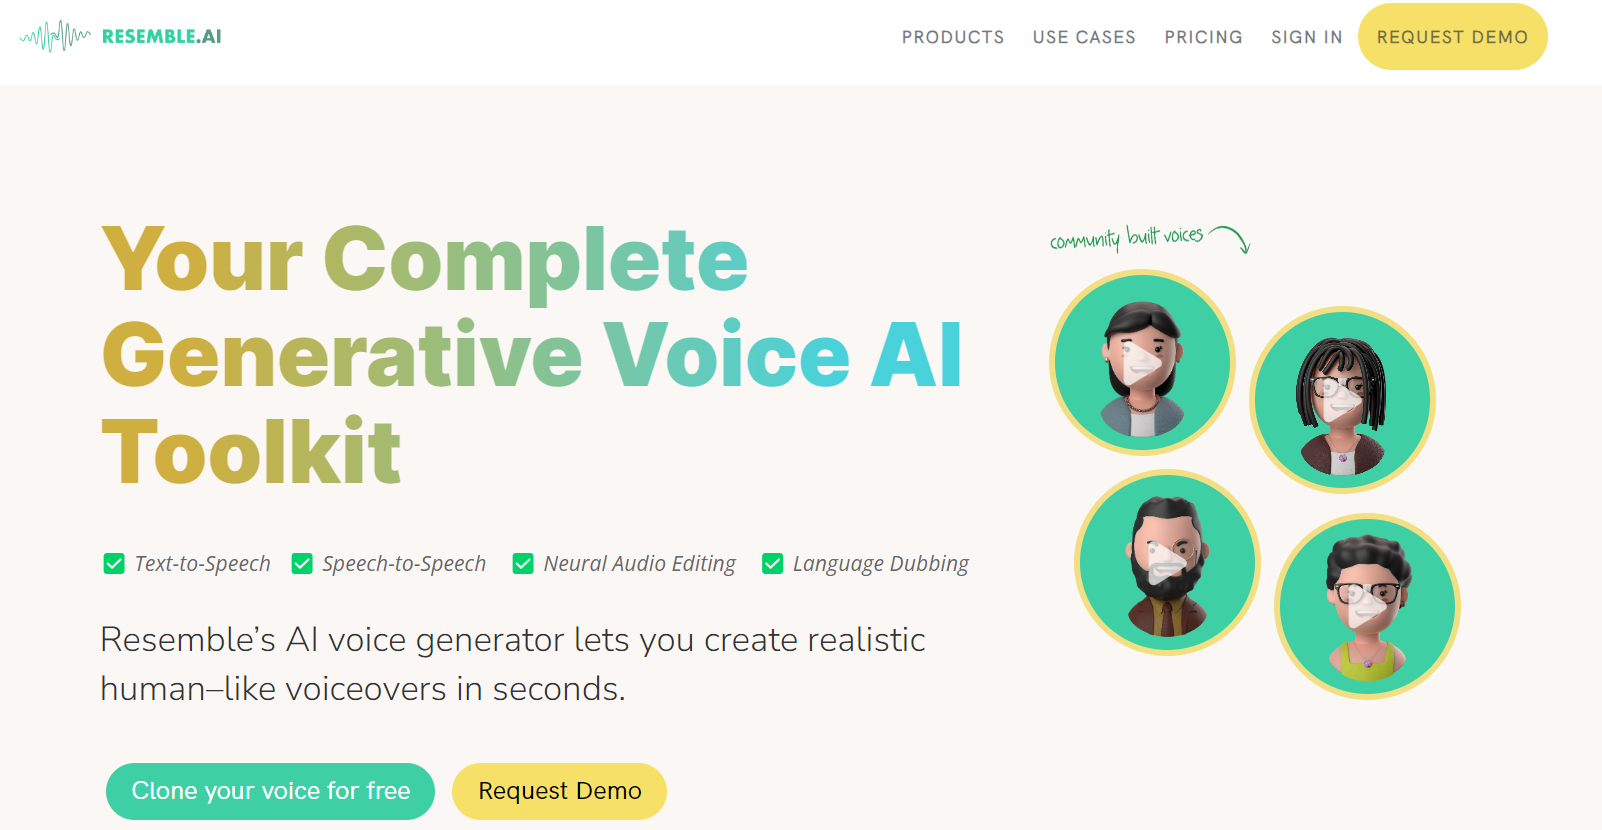 RESEMBLE.AI
PRODUCTS
USE CASES
PRICING
SIGN IN
REQUEST DEMO
Your Complete
Generative Voice AI
Toolkit
community built voices
Text-to-Speech
Speech-to-Speech
Neural Audio Editing
Language Dubbing
Resemble’s AI voice generator lets you create realistic
human–like voiceovers in seconds.
Clone your voice for free
Request Demo